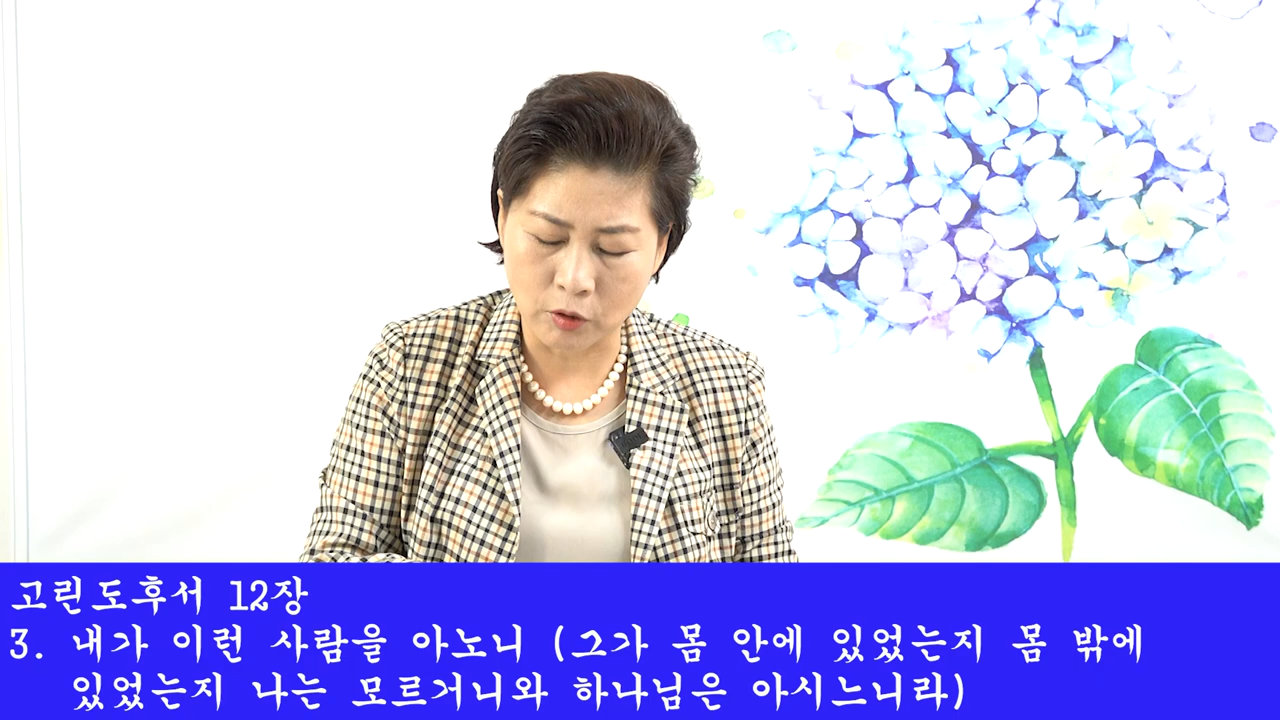 고린도후서 12장
3. 내가 이런 사람을 아노니 (그가 몸 안에 있었는지 몸 밖에
있었는지 나는 모르거니와 하나님은 아시느니라)